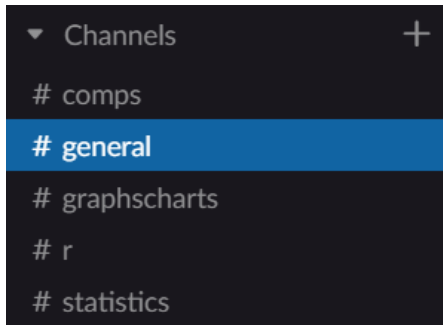 Channels +
# comps
# general
# graphscharts
# r
# statistics